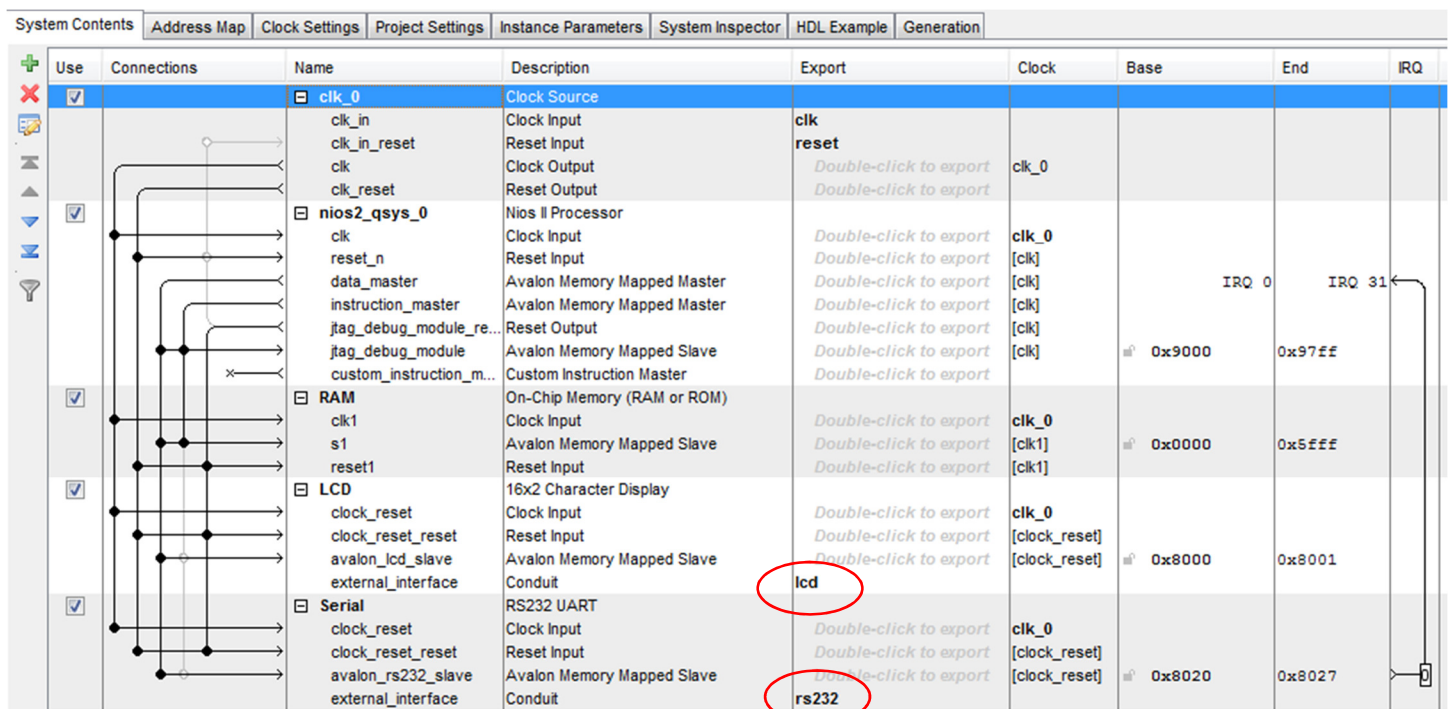 System Contents Address Map Clock Settings Project Settings Instance Parameters System Inspector HDL Example Generation
Use Connections Name Description Export Clock Base End IRQ
clk_0 Clock Source
clk_in Clock Input clk
clk_in_reset Reset Input reset
clk Clock Output Double-click to export clk_0
clk_reset Reset Output Double-click to export
nios2_qsys_0 Nios II Processor
clk Clock Input Double-click to export clk_0
reset_n Reset Input Double-click to export [clk]
data_master Avalon Memory Mapped Master Double-click to export [clk] IRQ 0 IRQ 31
instruction_master Avalon Memory Mapped Master Double-click to export [clk]
jtag_debug_module_re... Reset Output Double-click to export [clk]
jtag_debug_module Avalon Memory Mapped Slave Double-click to export [clk] 0x9000 0x97ff
custom_instruction_m... Custom Instruction Master Double-click to export
RAM On-Chip Memory (RAM or ROM)
clk1 Clock Input Double-click to export clk_0
s1 Avalon Memory Mapped Slave Double-click to export [clk1] 0x0000 0x5fff
reset1 Reset Input Double-click to export [clk1]
LCD 16x2 Character Display
clock_reset Clock Input Double-click to export clk_0
clock_reset_reset Reset Input Double-click to export [clock_reset]
avalon_lcd_slave Avalon Memory Mapped Slave Double-click to export [clock_reset] 0x8000 0x8001
external_interface Conduit lcd
Serial RS232 UART
clock_reset Clock Input Double-click to export clk_0
clock_reset_reset Reset Input Double-click to export [clock_reset]
avalon_rs232_slave Avalon Memory Mapped Slave Double-click to export [clock_reset] 0x8020 0x8027 0
external_interface Conduit rs232